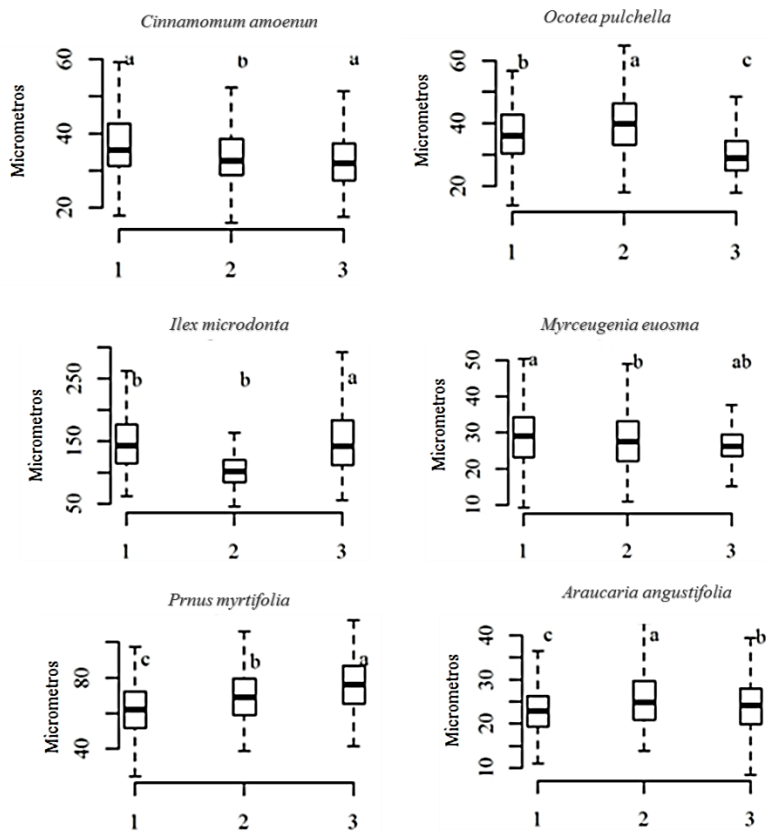 Cinnamomum amoenun
Micrometros
60
40
20
a b a
1 2 3
Ocotea pulchella
Micrometros
60
40
20
b a c
1 2 3
Ilex microdonta
Micrometros
250
150
50
b b a
1 2 3
Myrceugenia euosma
Micrometros
50
40
30
20
10
a b ab
1 2 3
Prnus myrtifolia
Micrometros
80
40
c b a
1 2 3
Araucaria angustifolia
Micrometros
40
30
20
10
c a b
1 2 3